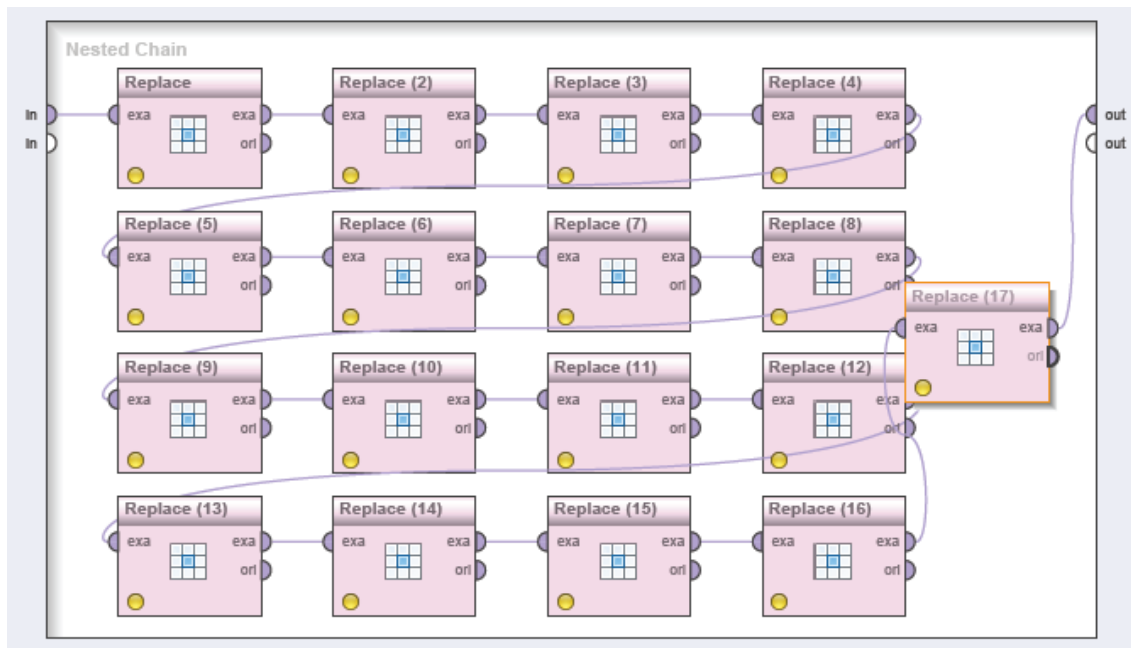 Nested Chain
Replace Replace (2) Replace (3) Replace (4)
in exa exa exa exa exa exa exa exa out
in ori ori ori ori out
Replace (5) Replace (6) Replace (7) Replace (8)
exa exa exa exa exa exa exa exa
ori ori ori ori
Replace (17)
exa exa
ori
Replace (9) Replace (10) Replace (11) Replace (12)
exa exa exa exa exa exa exa exa
ori ori ori ori
Replace (13) Replace (14) Replace (15) Replace (16)
exa exa exa exa exa exa exa exa
ori ori ori ori